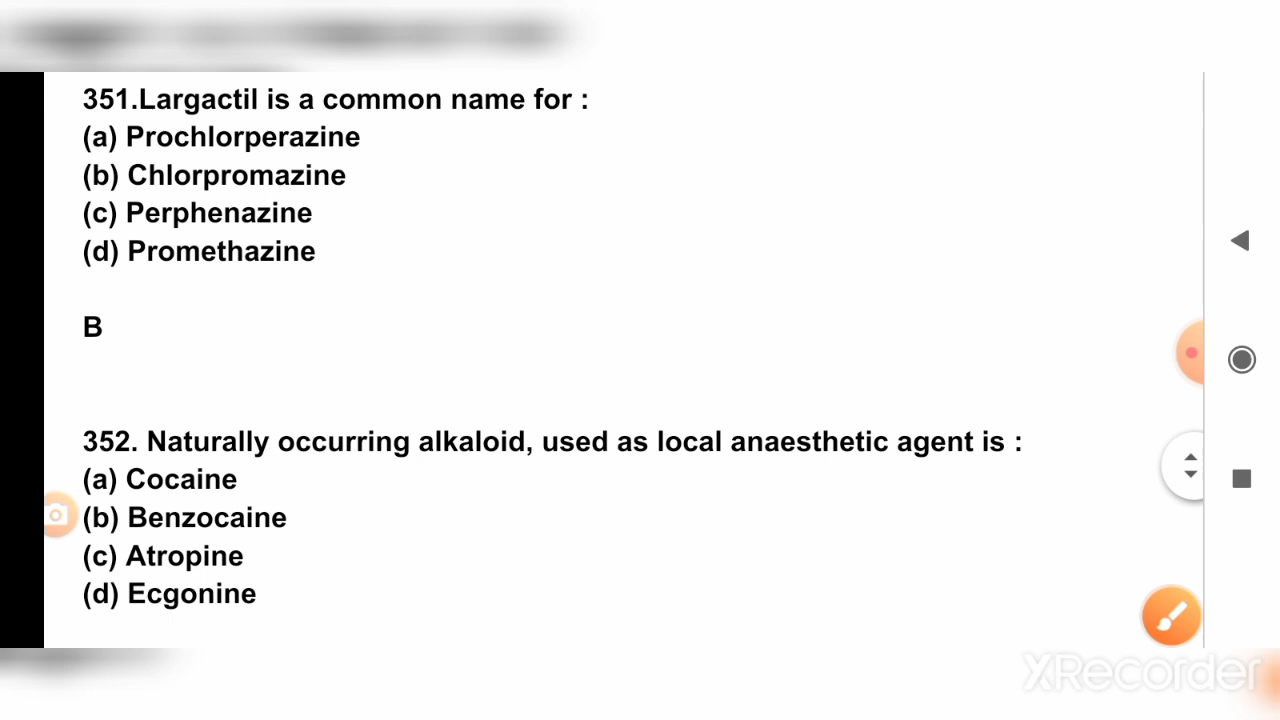 351.Largactil is a common name for :
(a) Prochlorperazine
(b) Chlorpromazine
(c) Perphenazine
(d) Promethazine
B
352. Naturally occurring alkaloid, used as local anaesthetic agent is :
(a) Cocaine
(b) Benzocaine
(c) Atropine
(d) Ecgonine
XRecorder